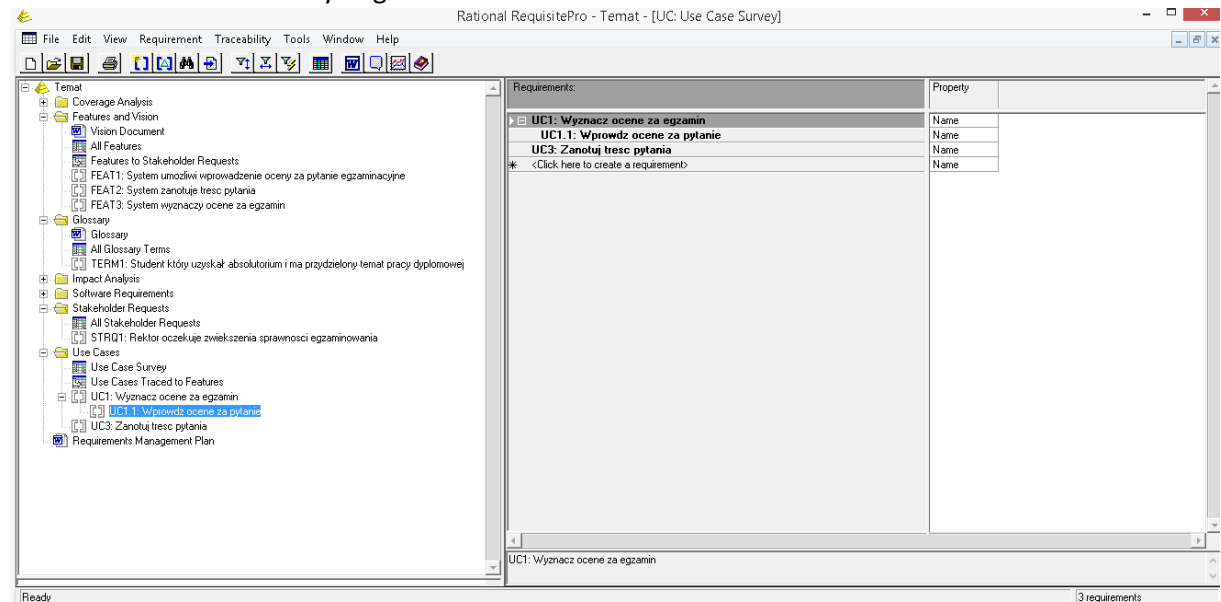 Rational RequisitePro - Temat - [UC: Use Case Survey]
File Edit View Requirement Traceability Tools Window Help
Temat
Coverage Analysis
Features and Vision
Vision Document
All Features
Features to Stakeholder Requests
FEAT1: System umozliwi wprowadzenie oceny za pytanie egzaminacyjne
FEAT2: System zanotuje tresc pytania
FEAT3: System wyznaczy ocene za egzamin
Glossary
Glossary
All Glossary Terms
TERM1: Student który uzyskał absolutorium i ma przydzielony temat pracy dyplomowej
Impact Analysis
Software Requirements
Stakeholder Requests
All Stakeholder Requests
STRQ1: Rektor oczekuje zwiekszenia sprawnosci egzaminowania
Use Cases
Use Case Survey
Use Cases Traced to Features
UC1: Wyznacz ocene za egzamin
UC1.1: Wprowdz ocene za pytanie
UC3: Zanotuj tresc pytania
Requirements Management Plan
Requirements: Property
UC1: Wyznacz ocene za egzamin Name
UC1.1: Wprowdz ocene za pytanie Name
UC3: Zanotuj tresc pytania Name
<Click here to create a requirement> Name
UC1: Wyznacz ocene za egzamin
Ready 3 requirements